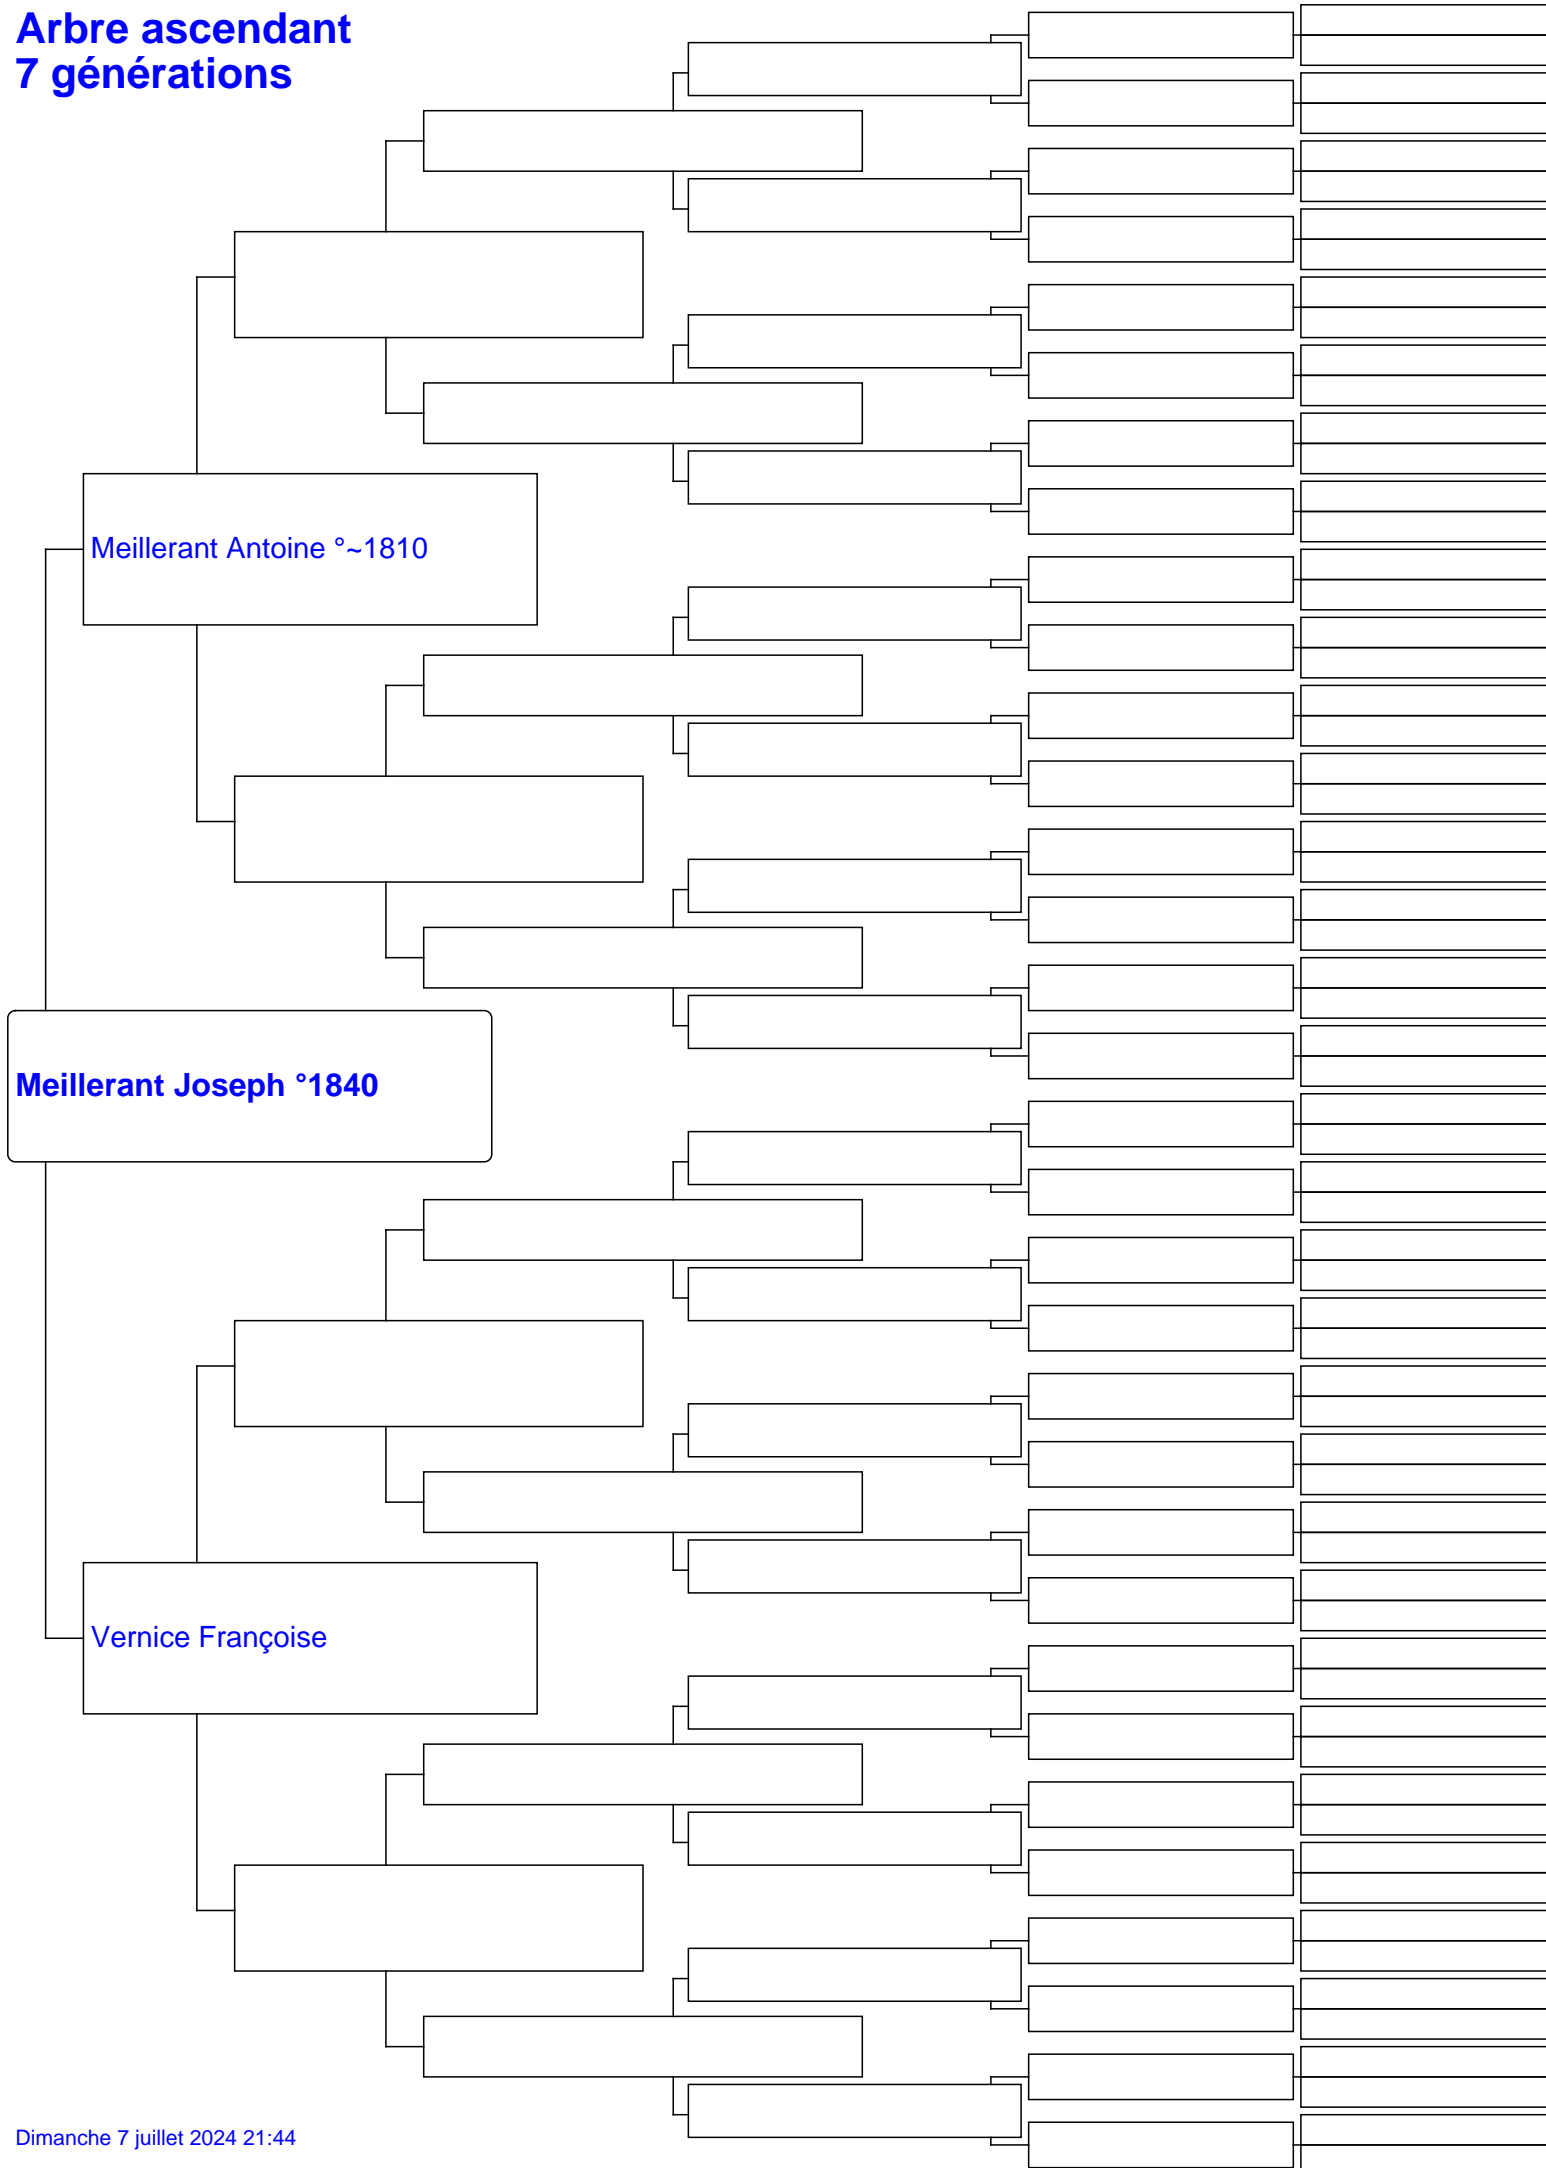 Arbre ascendant
7 générations
Meillerant Antoine °~1810
Meillerant Joseph °1840
Vernice Françoise
Dimanche 7 juillet 2024 21:44